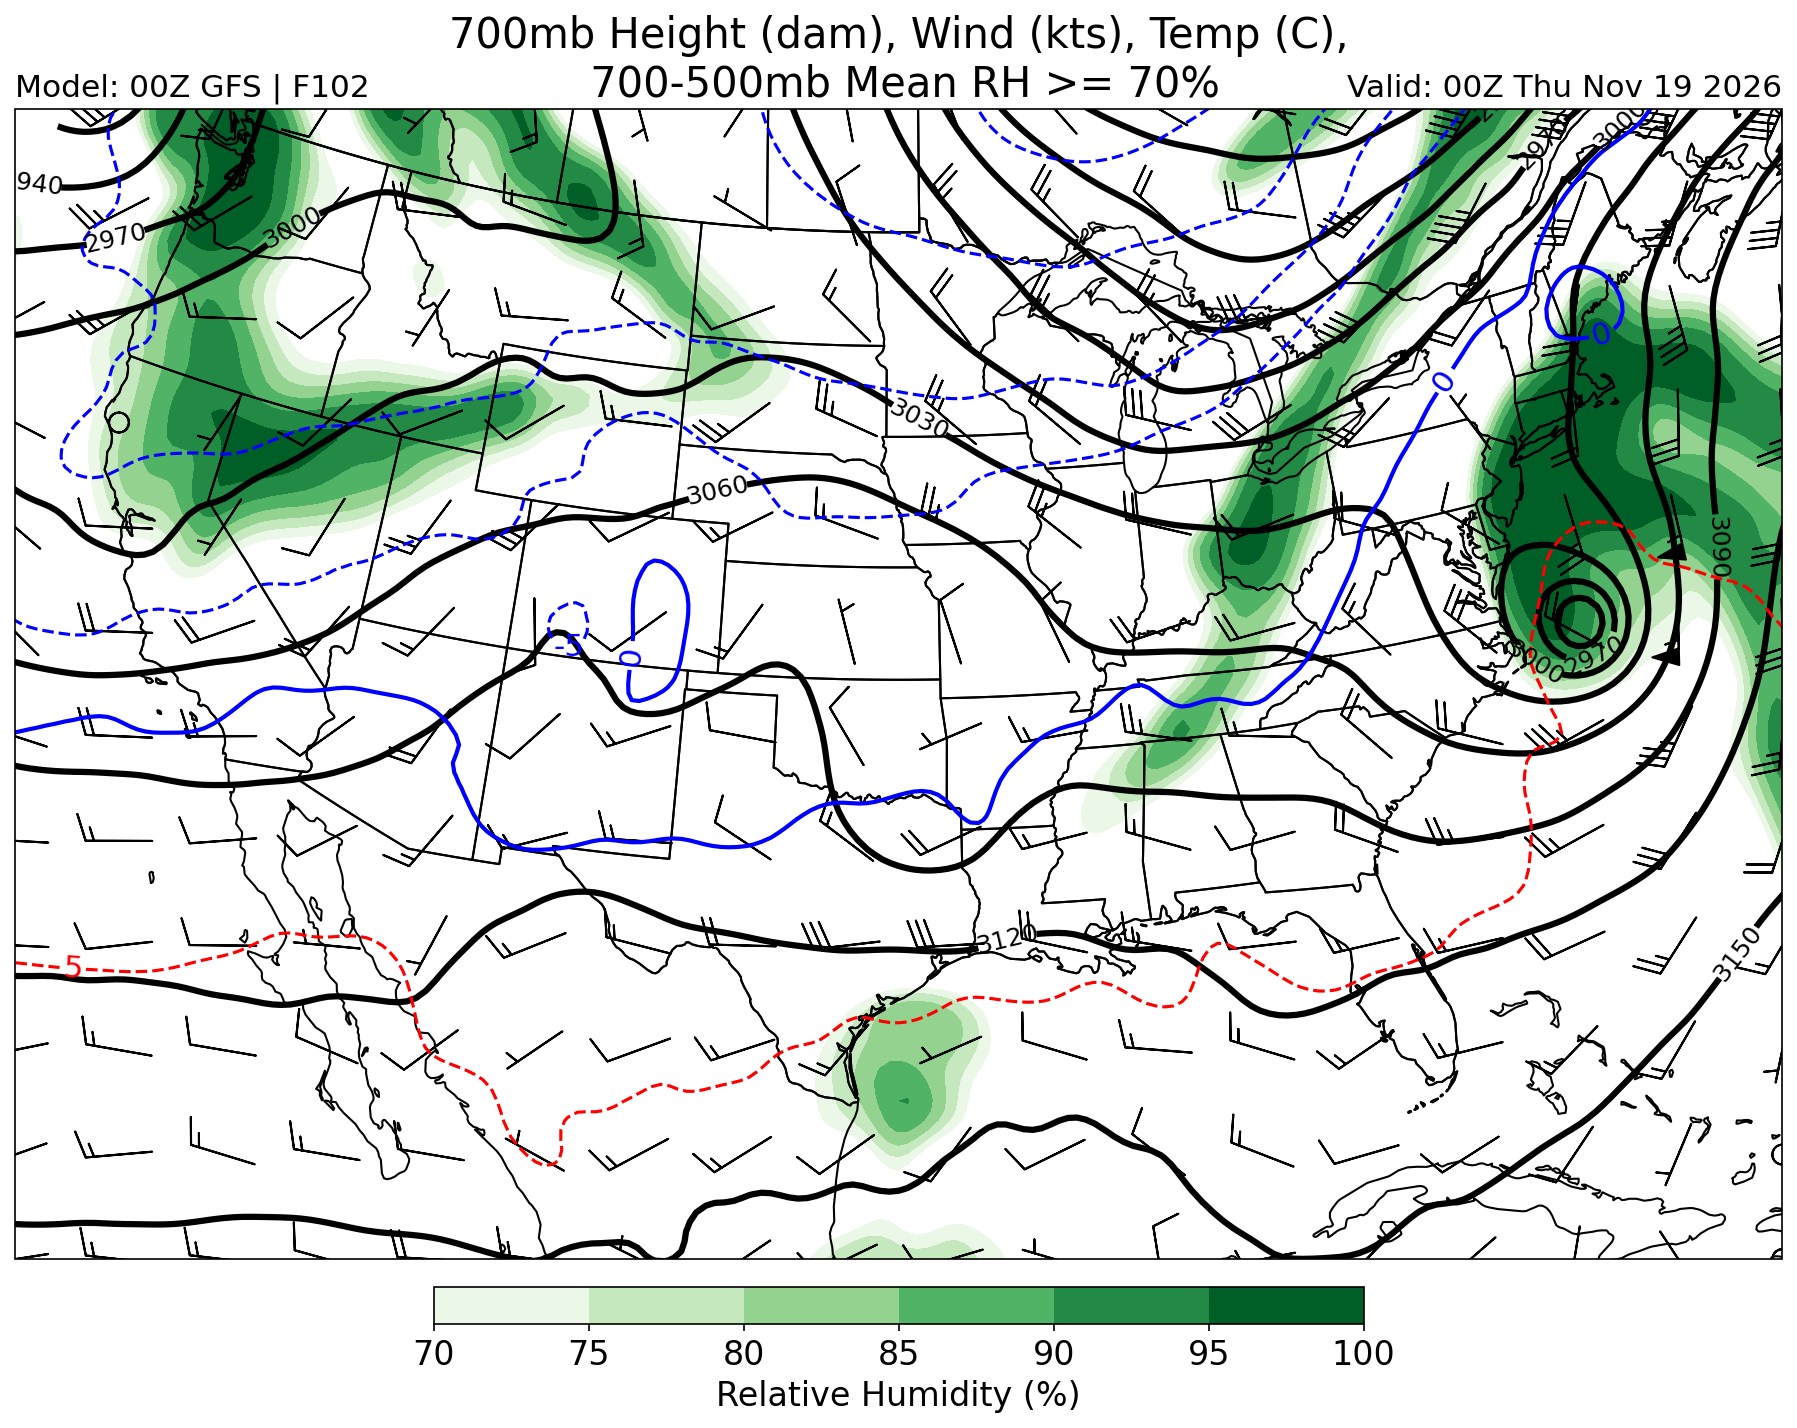 700mb Height (dam), Wind (kts), Temp (C),
700-500mb Mean RH >= 70%
Model: 00Z GFS | F102
Valid: 00Z Thu Nov 19 2026
2970
3000
940
2970
3000
0
0
3030
3060
3090
-5
0
3000
2970
3120
5
3150
70 75 80 85 90 95 100
Relative Humidity (%)